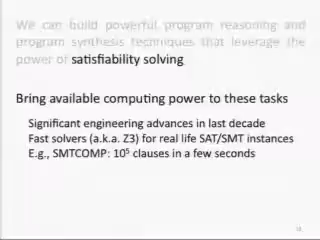 We can build powerful program reasoning and
program synthesis techniques that leverage the
power of satisfiability solving
Bring available computing power to these tasks
Significant engineering advances in last decade
Fast solvers (a.k.a. Z3) for real life SAT/SMT instances
E.g., SMTCOMP: 10⁵ clauses in a few seconds